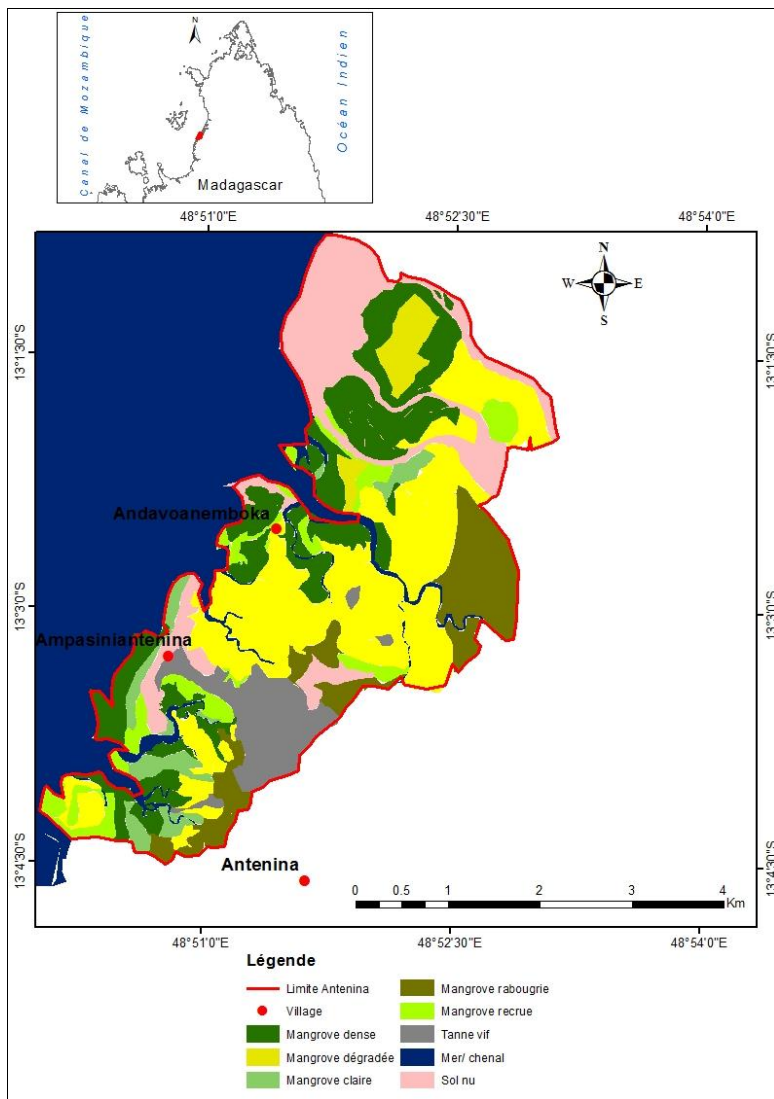 N
Canal de Mozambique
Océan Indien
Madagascar
48°51'0"E 48°52'30"E 48°54'0"E
N
W E
S
13°1'30"S 13°1'30"S
Andavoanemboka
13°3'0"S 13°3'0"S
Ampasiniantenina
13°4'30"S 13°4'30"S
Antenina
0 0.5 1 2 3 4
Km
48°51'0"E 48°52'30"E 48°54'0"E
Légende
Limite Antenina
Village
Mangrove dense
Mangrove dégradée
Mangrove claire
Mangrove rabougrie
Mangrove recrue
Tanne vif
Mer/ chenal
Sol nu